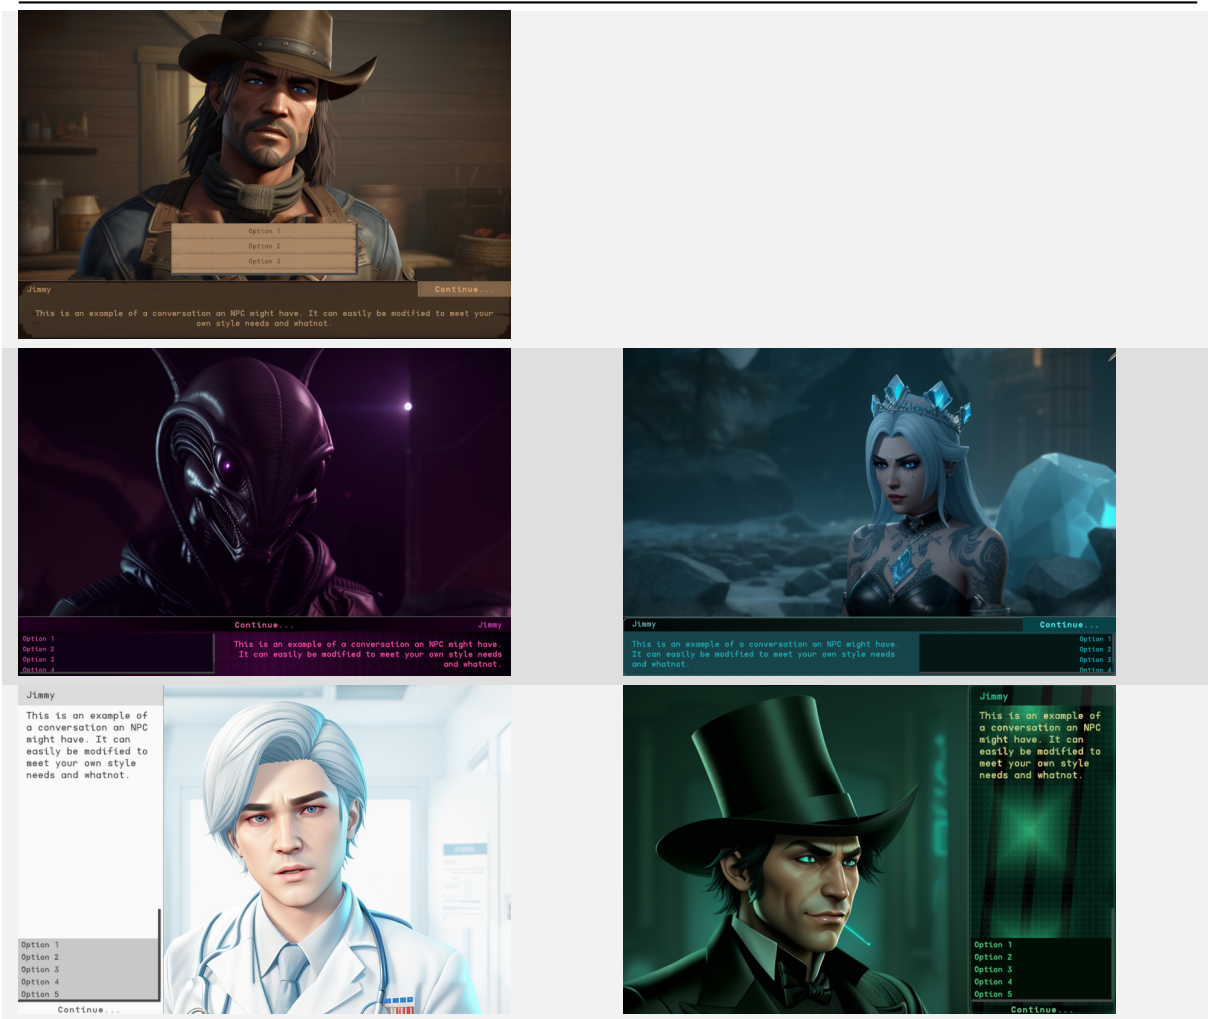 Option 1
Option 2
Option 3
Jimmy
Continue...
This is an example of a conversation an NPC might have. It can easily be modified to meet your
own style needs and whatnot.
Continue...
Jimmy
Option 1
Option 2
Option 3
Option 4
This is an example of a conversation an NPC might have.
It can easily be modified to meet your own style needs
and whatnot.
Jimmy
Continue...
This is an example of a conversation an NPC might have.
It can easily be modified to meet your own style needs
and whatnot.
Option 1
Option 2
Option 3
Option 4
Jimmy
This is an example of
a conversation an NPC
might have. It can
easily be modified to
meet your own style
needs and whatnot.
Option 1
Option 2
Option 3
Option 4
Option 5
Continue...
Jimmy
This is an example of
a conversation an NPC
might have. It can
easily be modified to
meet your own style
needs and whatnot.
Option 1
Option 2
Option 3
Option 4
Option 5
Continue...